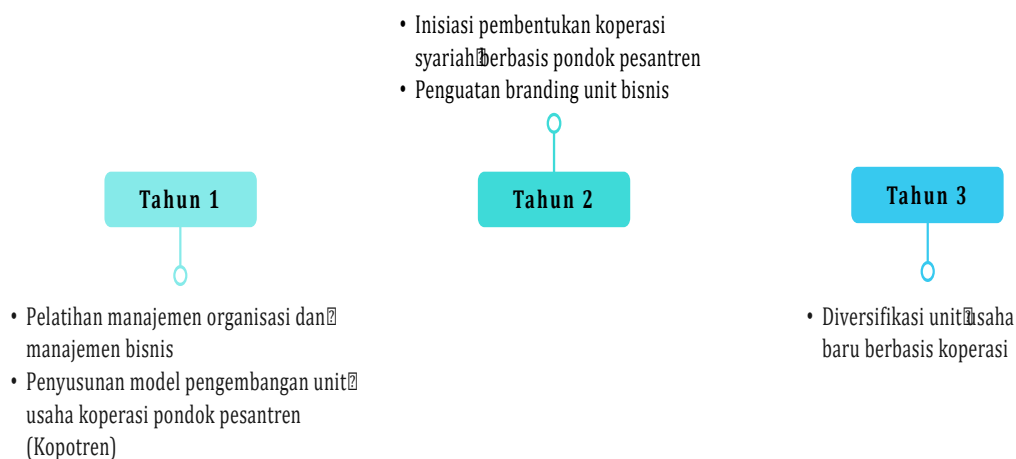 • Inisiasi pembentukan koperasi
syariah berbasis pondok pesantren
• Penguatan branding unit bisnis
Tahun 1
Tahun 2
Tahun 3
• Pelatihan manajemen organisasi dan
manajemen bisnis
• Penyusunan model pengembangan unit
usaha koperasi pondok pesantren
(Kopotren)
• Diversifikasi unit usaha
baru berbasis koperasi